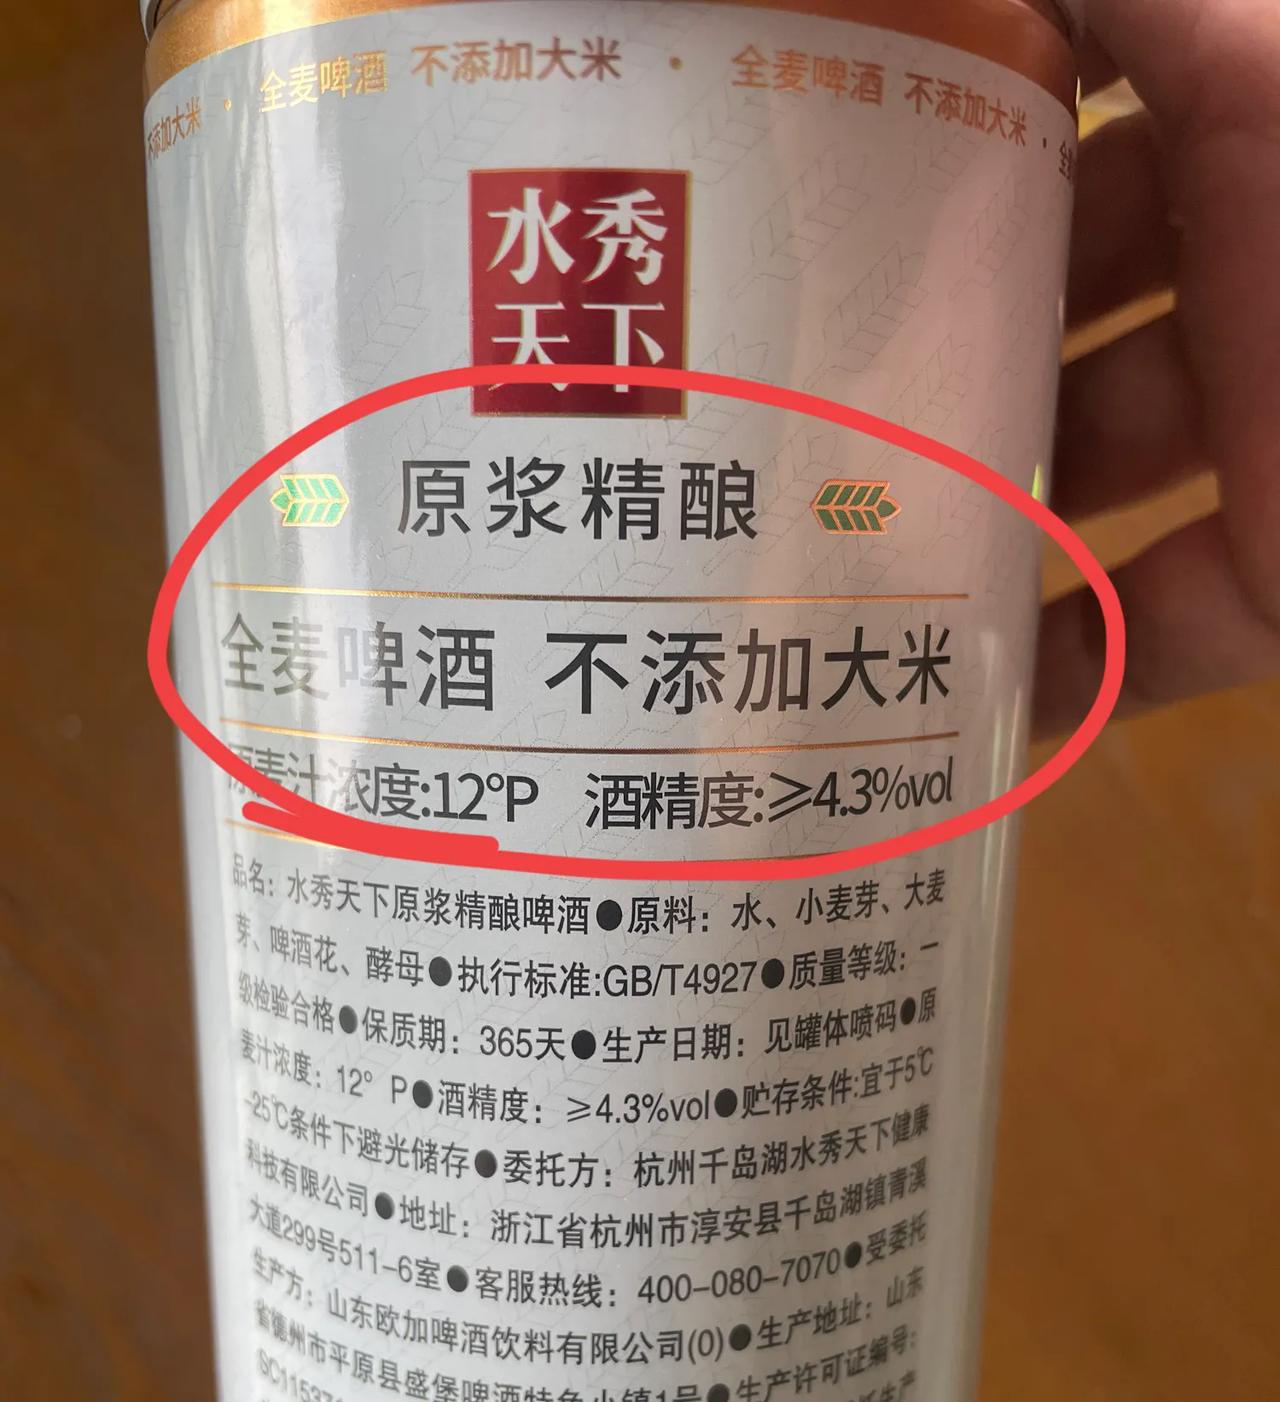 不添加大米 · 全麦啤酒 不添加大米 · 全麦啤酒 不添加大米 · 全
水秀
天下
原浆精酿
全麦啤酒 不添加大米
原麦汁浓度:12°P 酒精度:≥4.3%vol
品名：水秀天下原浆精酿啤酒●原料：水、小麦芽、大麦
芽、啤酒花、酵母●执行标准:GB/T4927●质量等级：一
级检验合格●保质期：365天●生产日期：见罐体喷码●原
麦汁浓度：12° P●酒精度：≥4.3%vol●贮存条件:宜于5℃
-25℃条件下避光储存●委托方：杭州千岛湖水秀天下健康
科技有限公司●地址：浙江省杭州市淳安县千岛湖镇青溪
大道299号511-6室●客服热线：400-080-7070●受委托
生产方：山东欧加啤酒饮料有限公司(O)●生产地址：山东
省德州市平原县盛堡啤酒特色小镇1号●生产许可证编号：
SC11537
生产